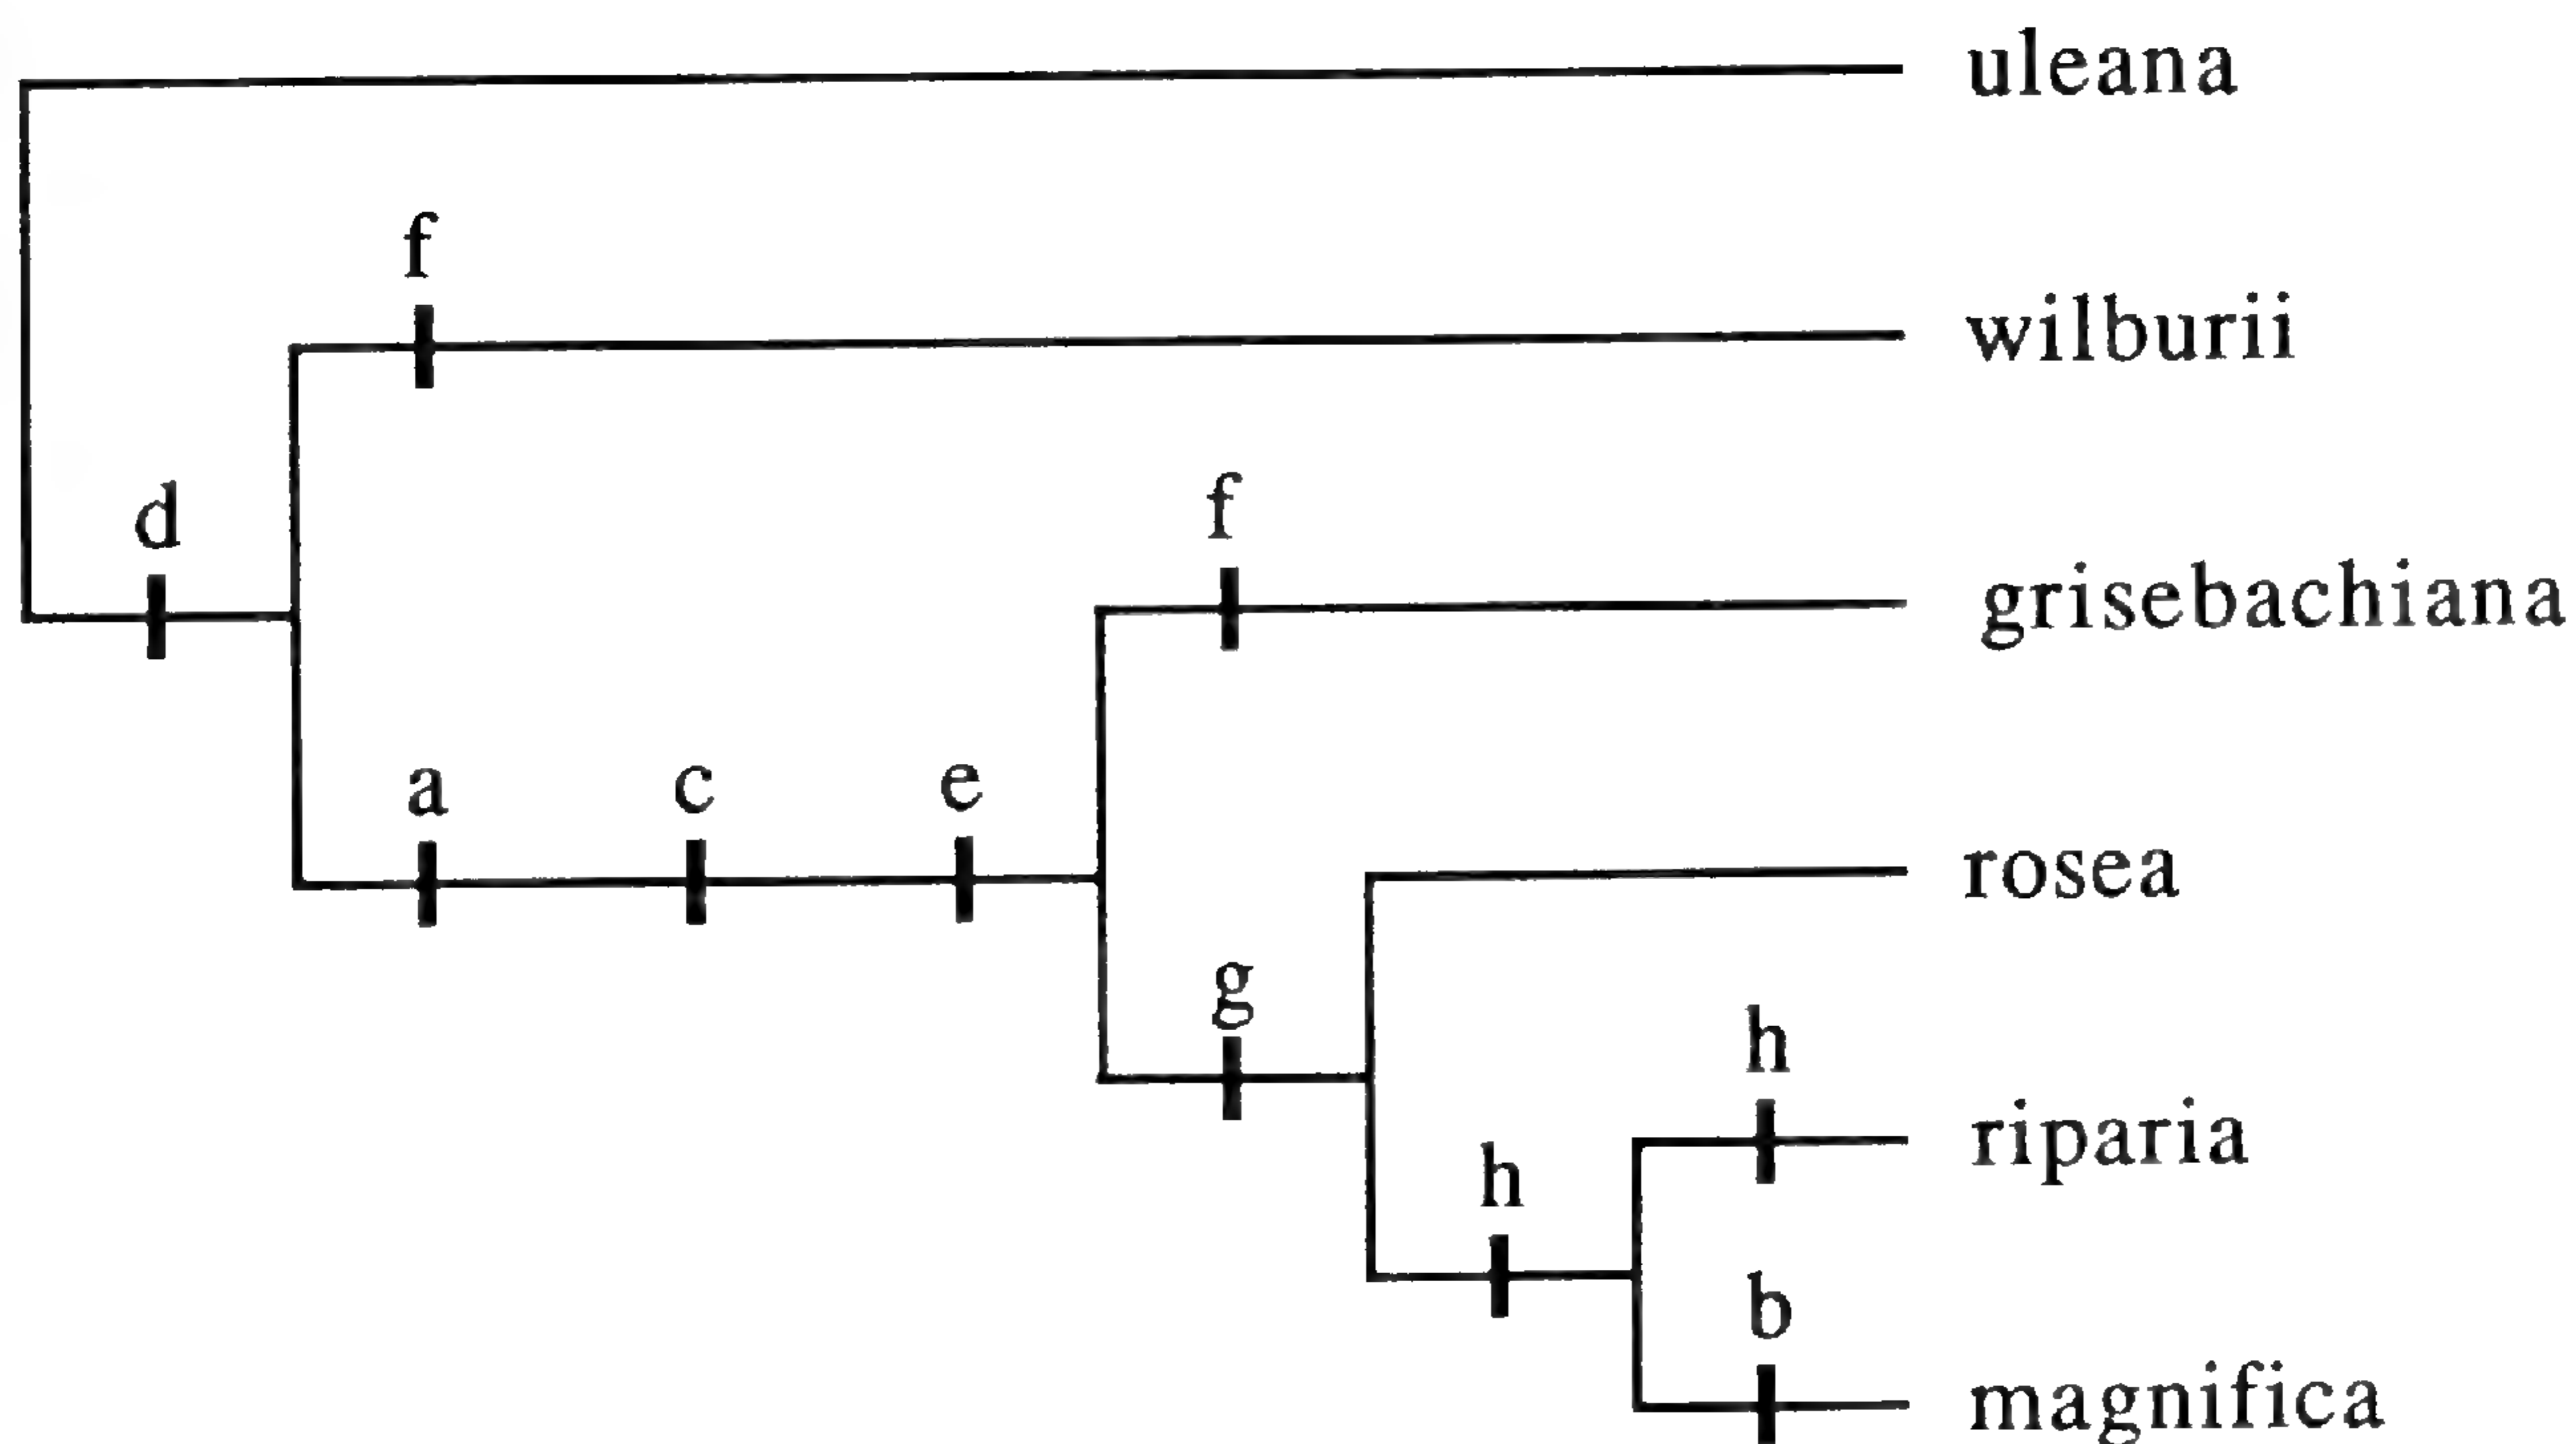 uleana
f
wilburii
d
f
grisebachiana
a c e
rosea
g
h
riparia
h
b
magnifica